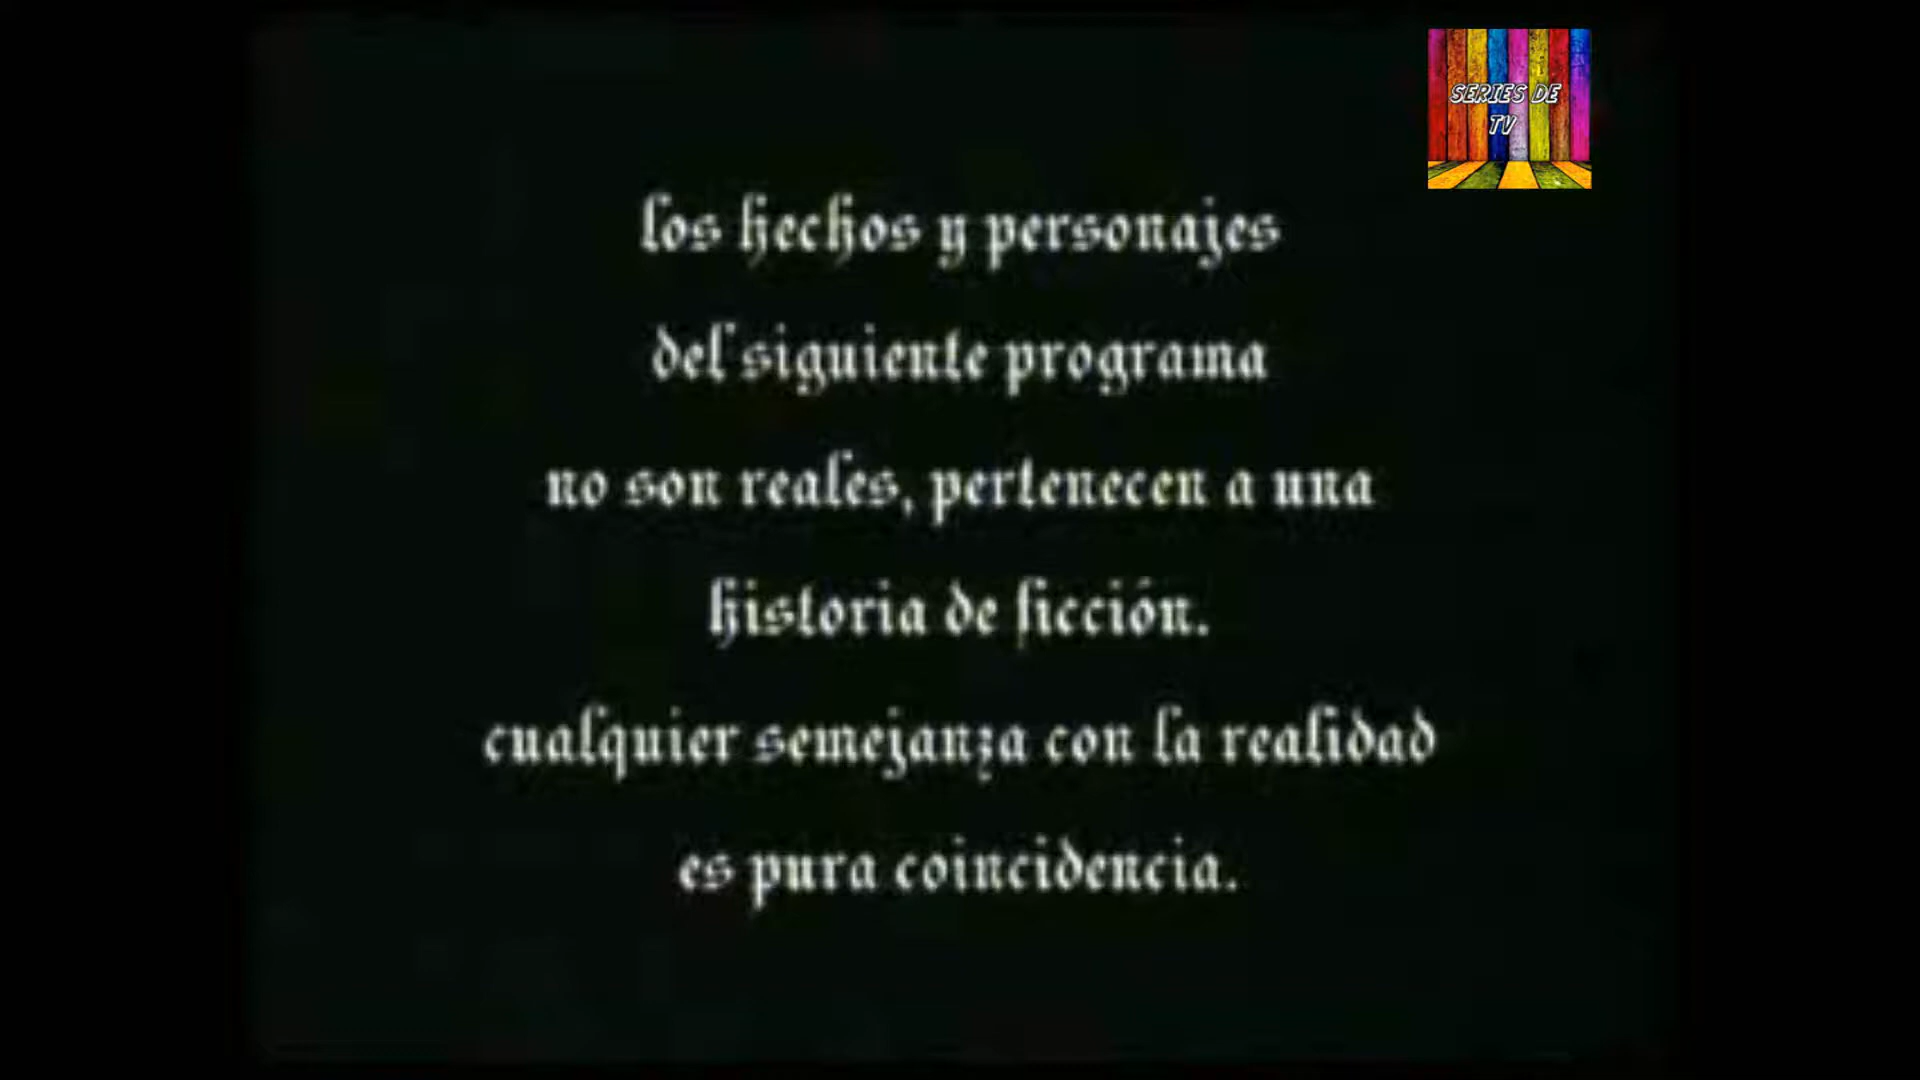 SERIES DE
TV
los hechos y personajes
del siguiente programa
no son reales, pertenecen a una
historia de ficción.
cualquier semejanza con la realidad
es pura coincidencia.